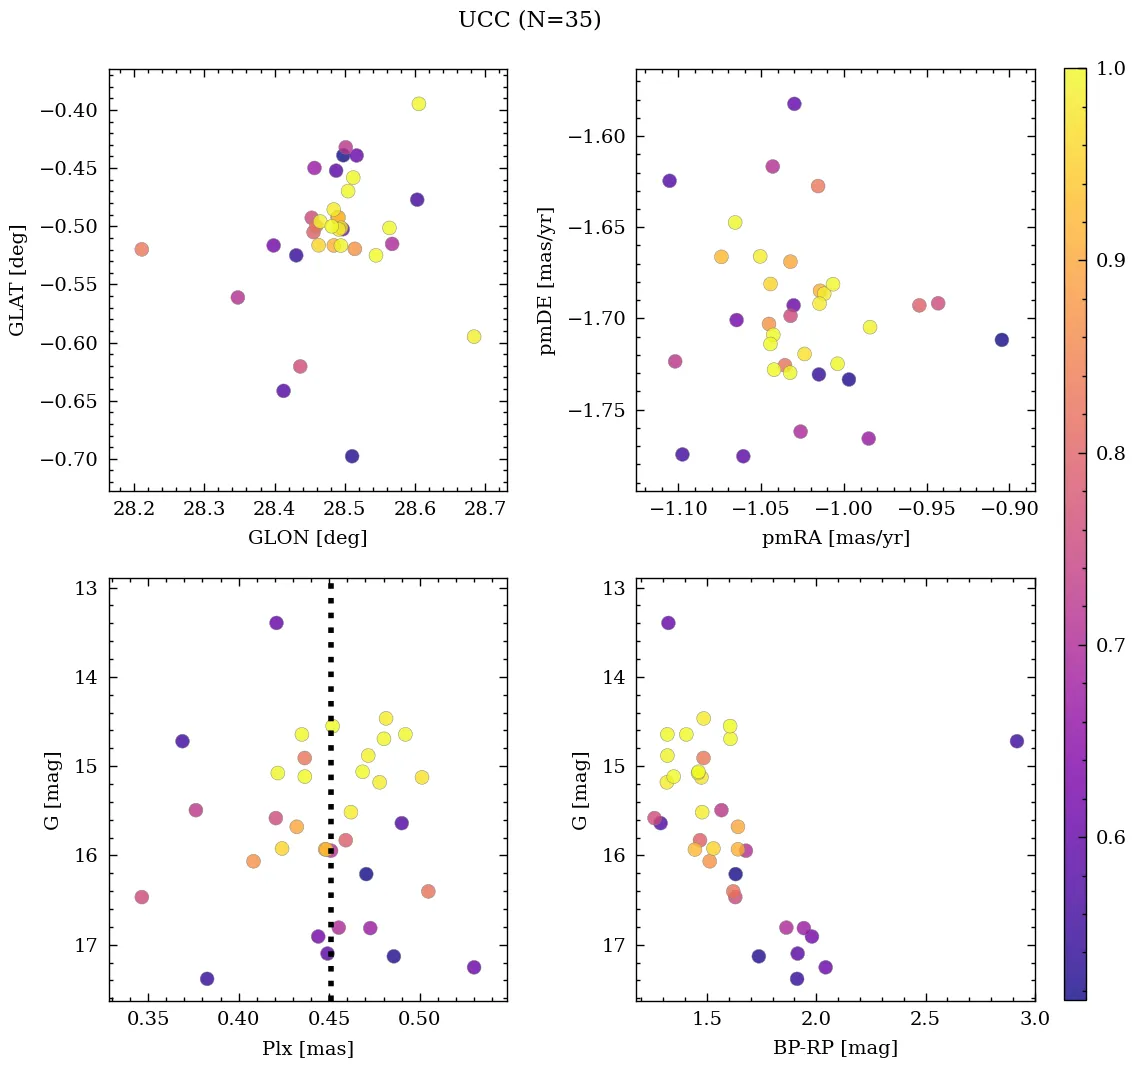 UCC (N=35)
−0.40
−0.45
−0.50
−0.55
−0.60
−0.65
−0.70
GLAT [deg]
28.2 28.3 28.4 28.5 28.6 28.7
GLON [deg]
−1.60
−1.65
−1.70
−1.75
pmDE [mas/yr]
−1.10 −1.05 −1.00 −0.95 −0.90
pmRA [mas/yr]
13
14
15
16
17
G [mag]
0.35 0.40 0.45 0.50
Plx [mas]
13
14
15
16
17
G [mag]
1.5 2.0 2.5 3.0
BP-RP [mag]
1.0
0.9
0.8
0.7
0.6